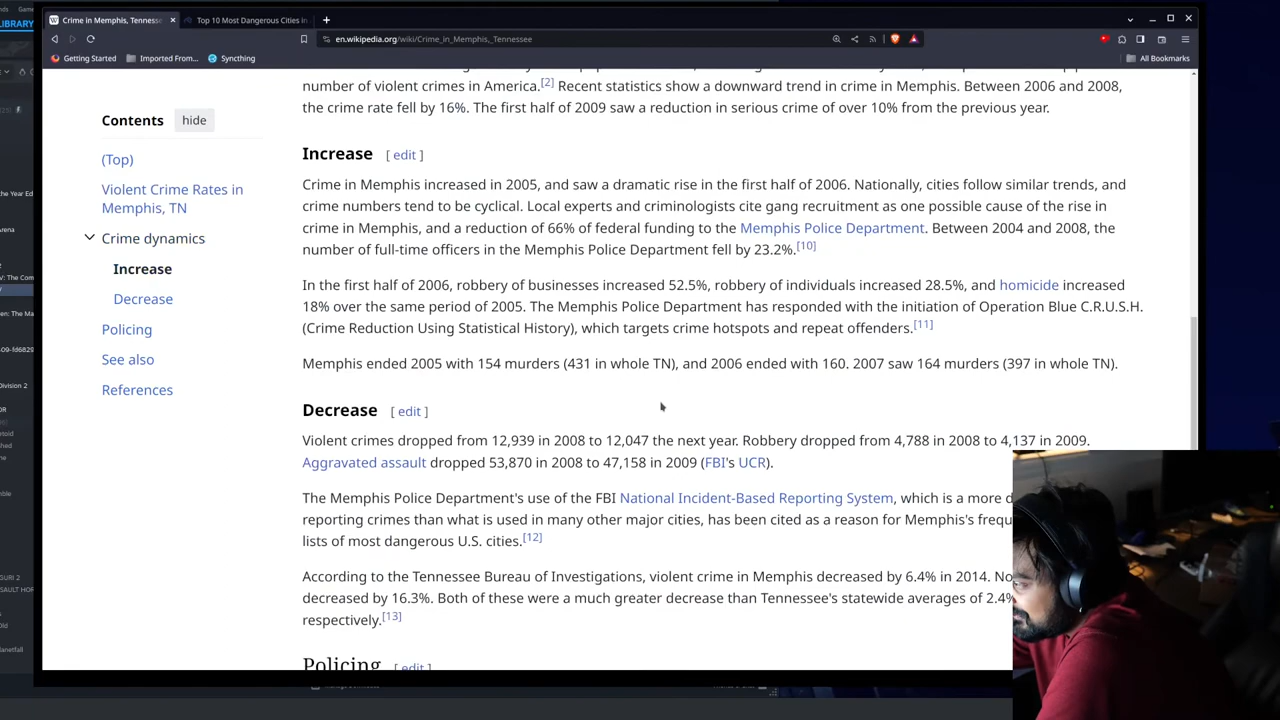 Crime in Memphis, Tennesse
Top 10 Most Dangerous Cities in
LIBRARY
en.wikipedia.org/wiki/Crime_in_Memphis,_Tennessee
Getting Started
Imported From...
Syncthing
All Bookmarks
number of violent crimes in America.[2] Recent statistics show a downward trend in crime in Memphis. Between 2006 and 2008,
the crime rate fell by 16%. The first half of 2009 saw a reduction in serious crime of over 10% from the previous year.
Contents hide
(Top)
Violent Crime Rates in
Memphis, TN
Crime dynamics
Increase
Decrease
Policing
See also
References
Increase [ edit ]
Crime in Memphis increased in 2005, and saw a dramatic rise in the first half of 2006. Nationally, cities follow similar trends, and
crime numbers tend to be cyclical. Local experts and criminologists cite gang recruitment as one possible cause of the rise in
crime in Memphis, and a reduction of 66% of federal funding to the Memphis Police Department. Between 2004 and 2008, the
number of full-time officers in the Memphis Police Department fell by 23.2%.[10]
In the first half of 2006, robbery of businesses increased 52.5%, robbery of individuals increased 28.5%, and homicide increased
18% over the same period of 2005. The Memphis Police Department has responded with the initiation of Operation Blue C.R.U.S.H.
(Crime Reduction Using Statistical History), which targets crime hotspots and repeat offenders.[11]
Memphis ended 2005 with 154 murders (431 in whole TN), and 2006 ended with 160. 2007 saw 164 murders (397 in whole TN).
Decrease [ edit ]
Violent crimes dropped from 12,939 in 2008 to 12,047 the next year. Robbery dropped from 4,788 in 2008 to 4,137 in 2009.
Aggravated assault dropped 53,870 in 2008 to 47,158 in 2009 (FBI's UCR).
The Memphis Police Department's use of the FBI National Incident-Based Reporting System, which is a more d
reporting crimes than what is used in many other major cities, has been cited as a reason for Memphis's frequ
lists of most dangerous U.S. cities.[12]
According to the Tennessee Bureau of Investigations, violent crime in Memphis decreased by 6.4% in 2014. No
decreased by 16.3%. Both of these were a much greater decrease than Tennessee's statewide averages of 2.4%
respectively.[13]
Policing [ edit ]
the Year Ed
Arena
V: The Com
en: The Ma
09-fd6829
Division 2
SURI 2
SSAULT HOR